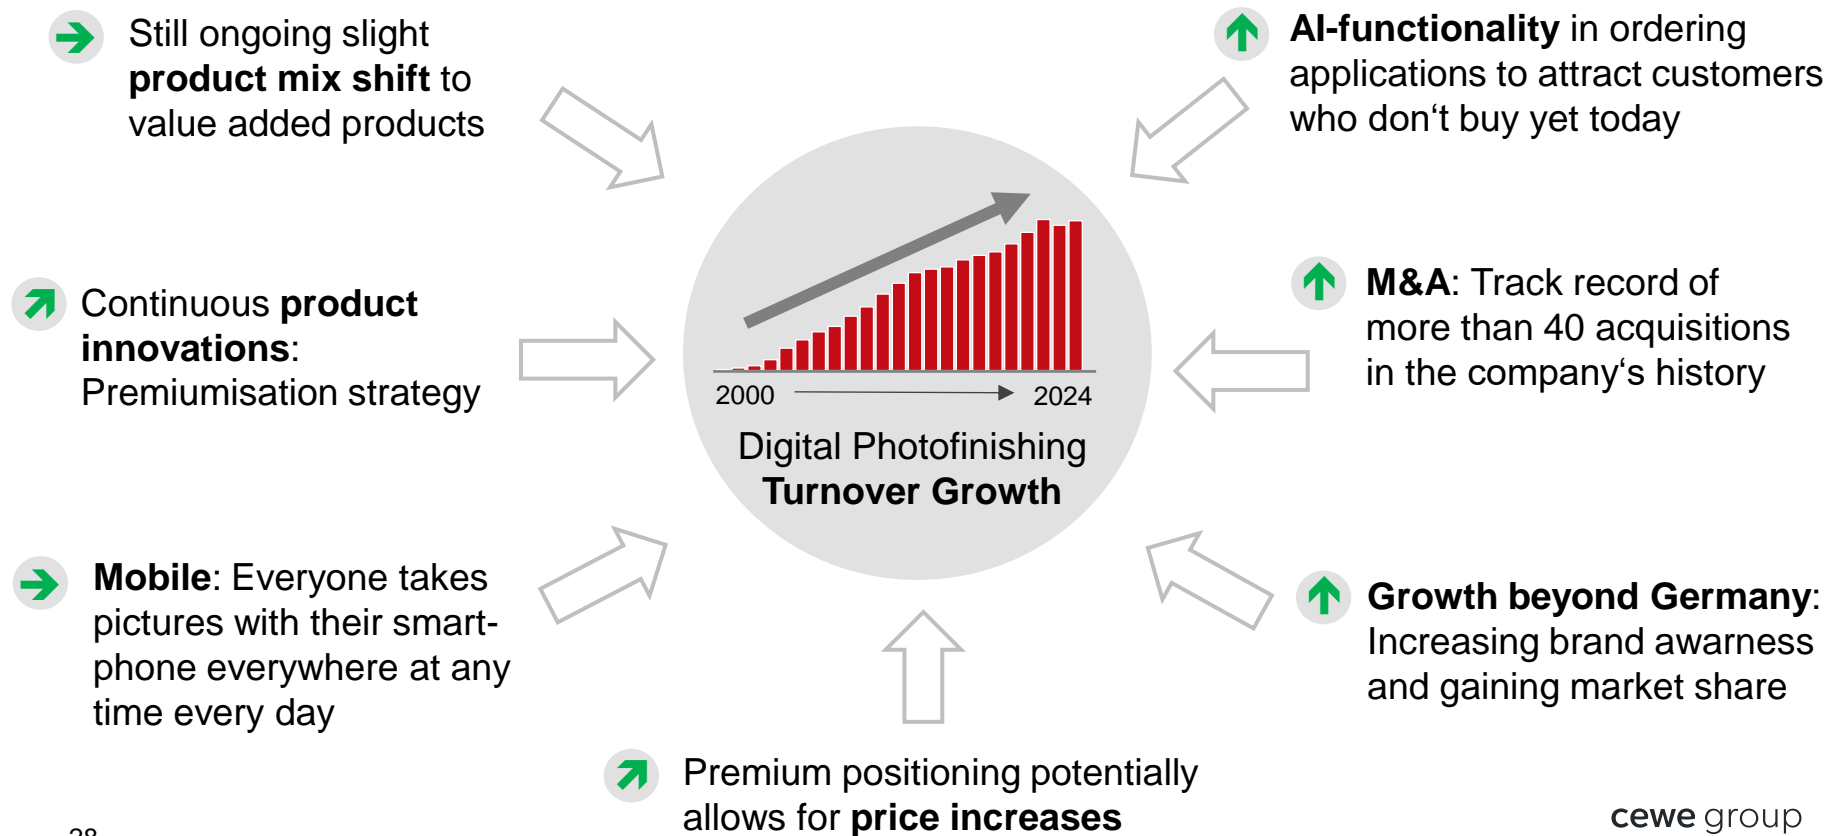 Still ongoing slight
product mix shift to
value added products
AI-functionality in ordering
applications to attract customers
who don‘t buy yet today
Continuous product
innovations:
Premiumisation strategy
M&A: Track record of
more than 40 acquisitions
in the company‘s history
2000
2024
Digital Photofinishing
Turnover Growth
Mobile: Everyone takes
pictures with their smart-
phone everywhere at any
time every day
Growth beyond Germany:
Increasing brand awarness
and gaining market share
Premium positioning potentially
allows for price increases
cewe group